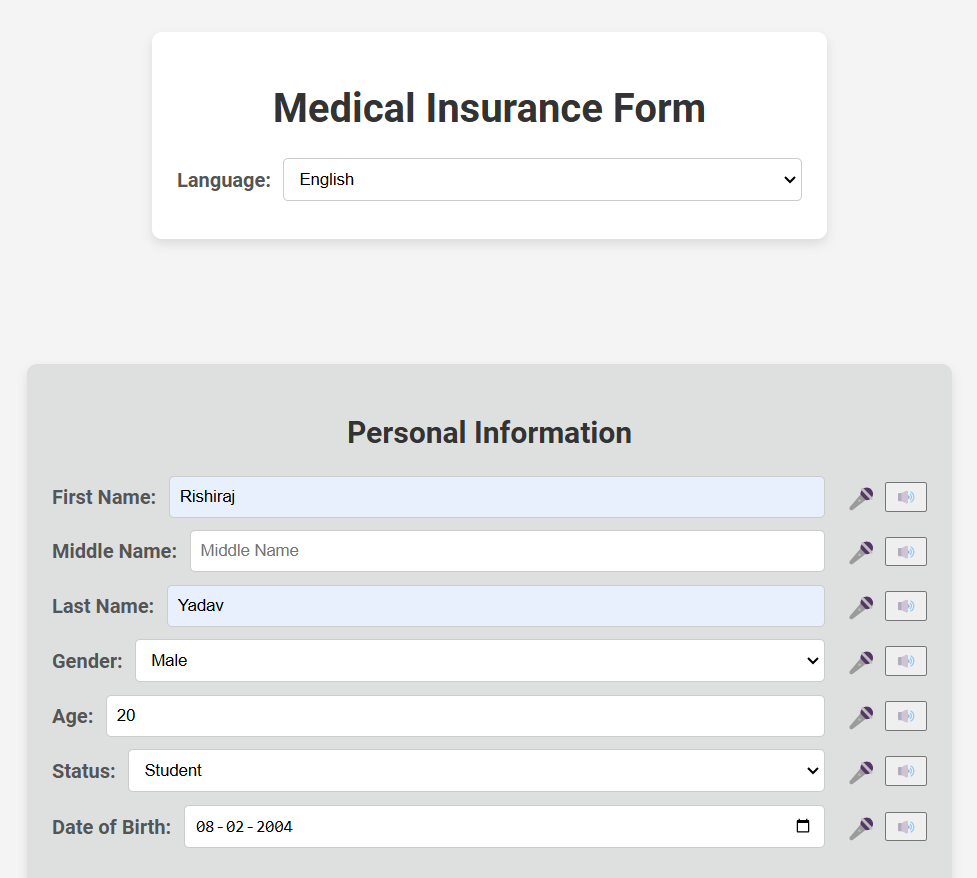 Medical Insurance Form
Language: English
Personal Information
First Name: Rishiraj
Middle Name: Middle Name
Last Name: Yadav
Gender: Male
Age: 20
Status: Student
Date of Birth: 08-02-2004